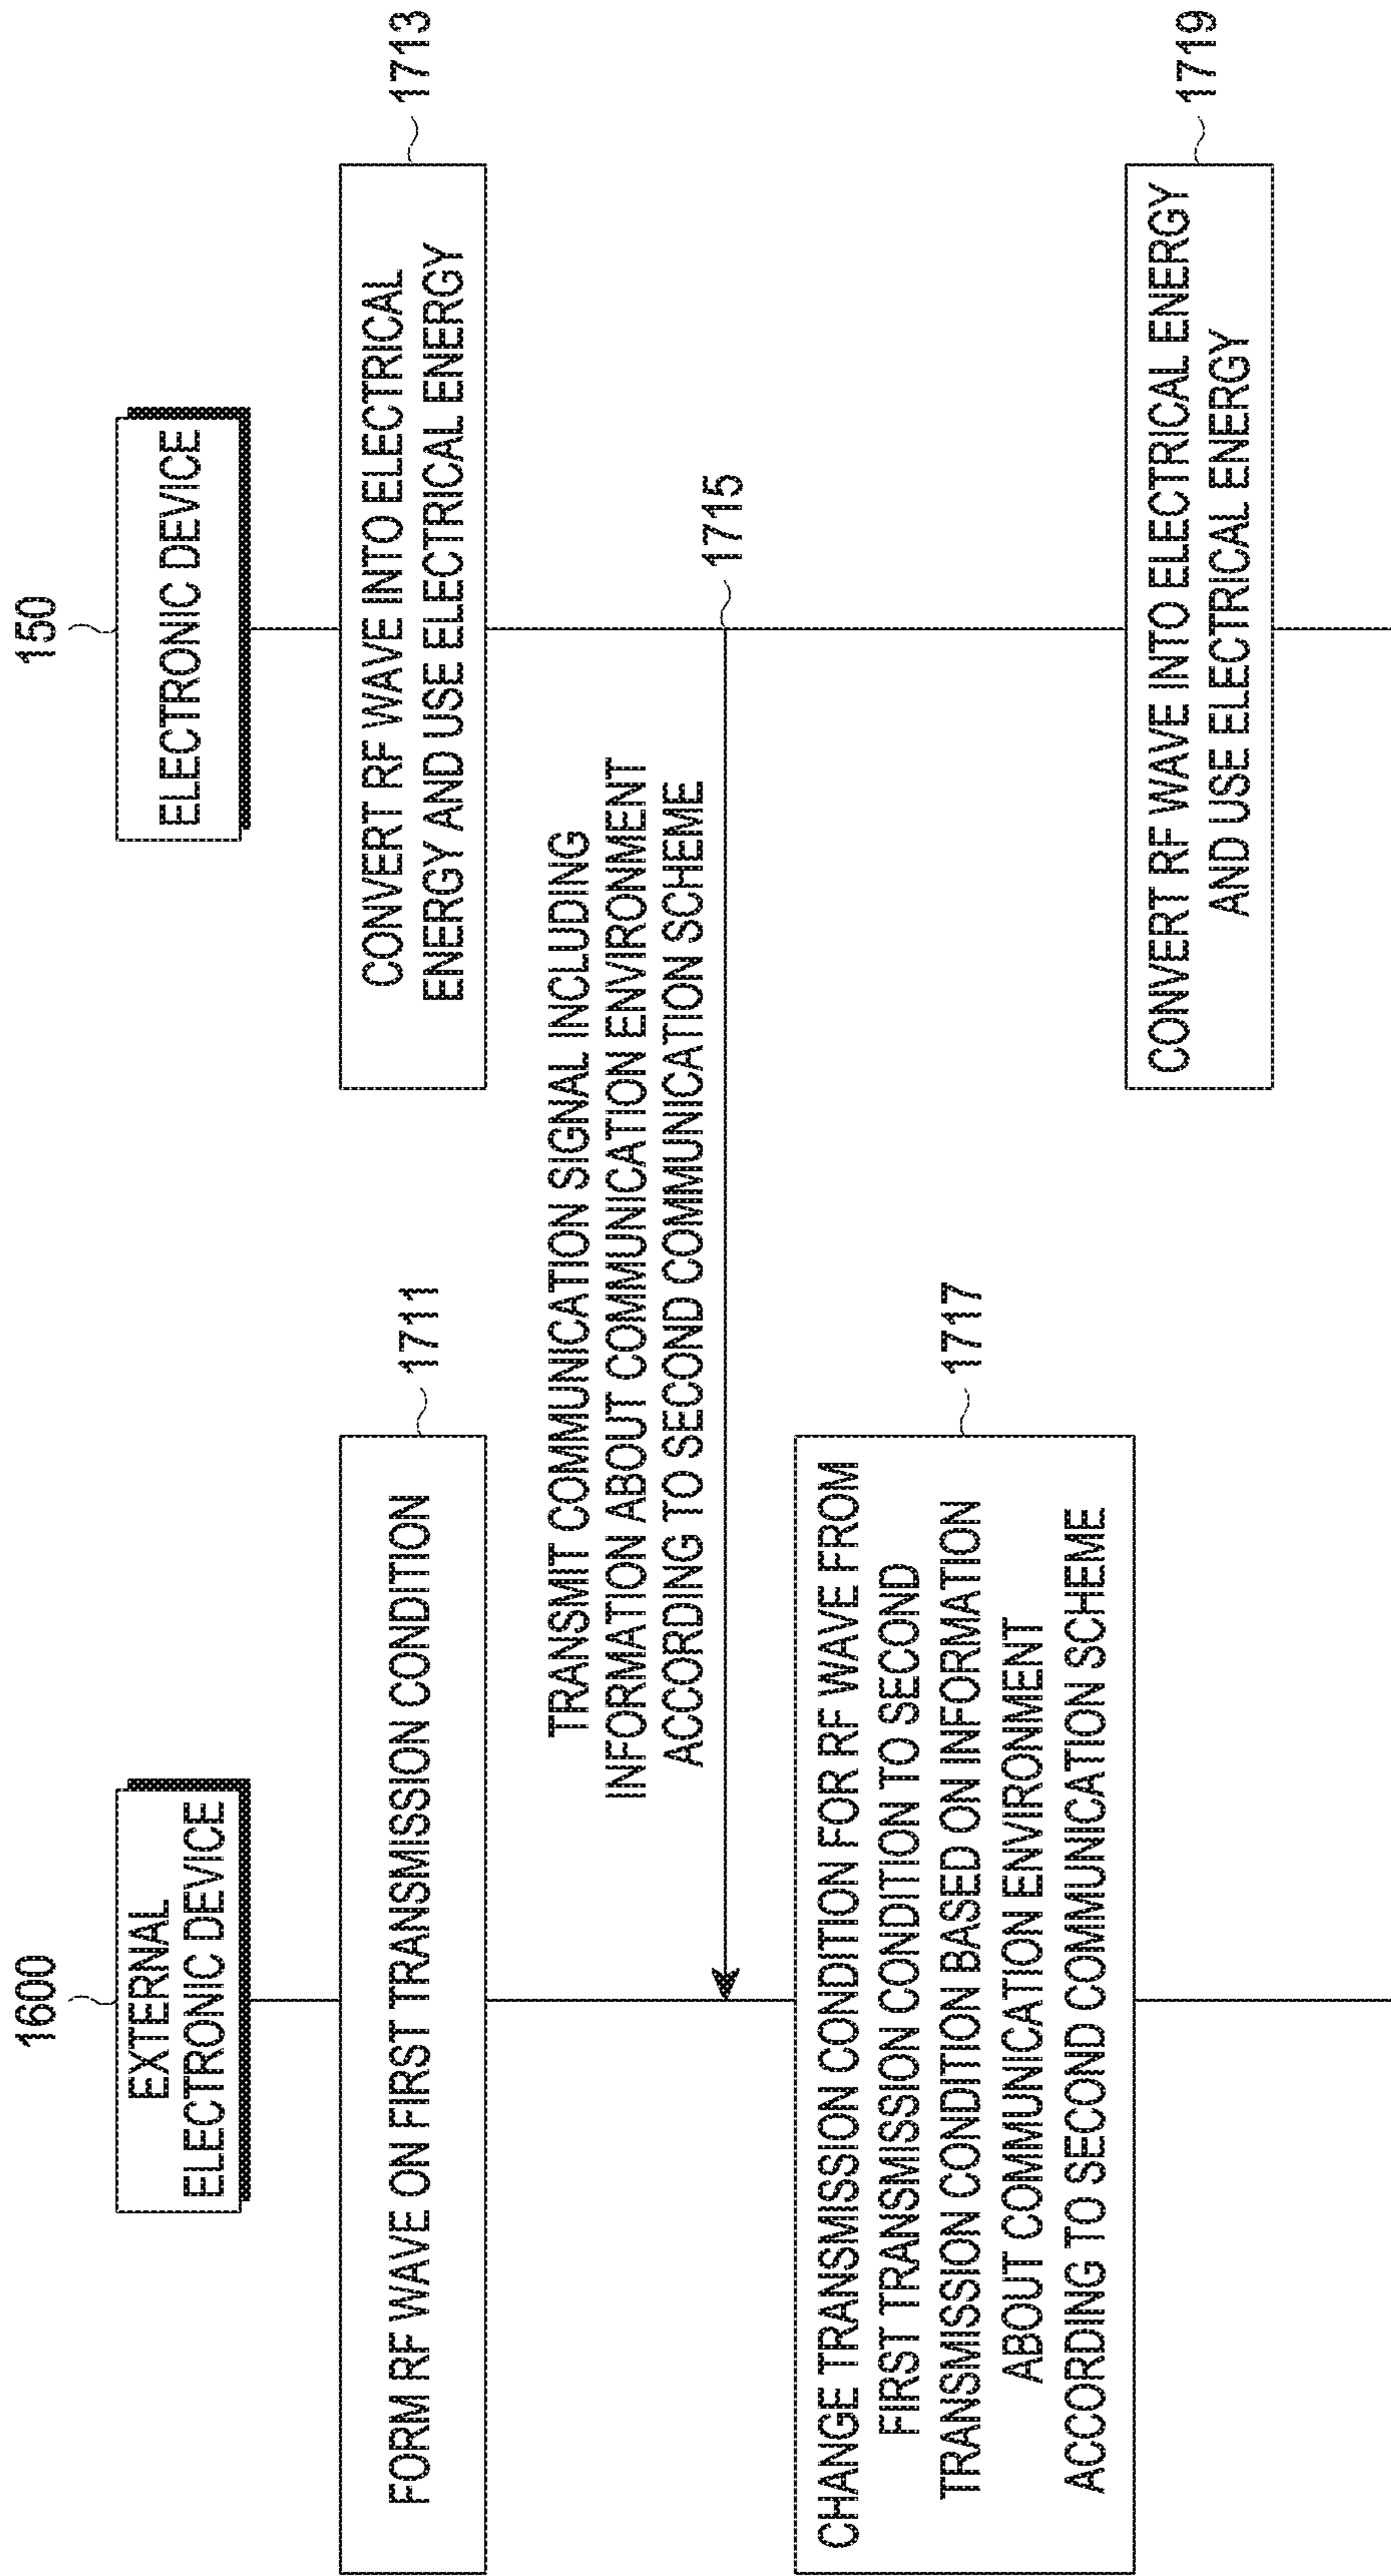 1600
EXTERNAL
ELECTRONIC DEVICE
150
ELECTRONIC DEVICE
FORM RF WAVE ON FIRST TRANSMISSION CONDITION
1711
CONVERT RF WAVE INTO ELECTRICAL
ENERGY AND USE ELECTRICAL ENERGY
1713
TRANSMIT COMMUNICATION SIGNAL INCLUDING
INFORMATION ABOUT COMMUNICATION ENVIRONMENT
ACCORDING TO SECOND COMMUNICATION SCHEME
1715
CHANGE TRANSMISSION CONDITION FOR RF WAVE FROM
FIRST TRANSMISSION CONDITION TO SECOND
TRANSMISSION CONDITION BASED ON INFORMATION
ABOUT COMMUNICATION ENVIRONMENT
ACCORDING TO SECOND COMMUNICATION SCHEME
1717
CONVERT RF WAVE INTO ELECTRICAL ENERGY
AND USE ELECTRICAL ENERGY
1719